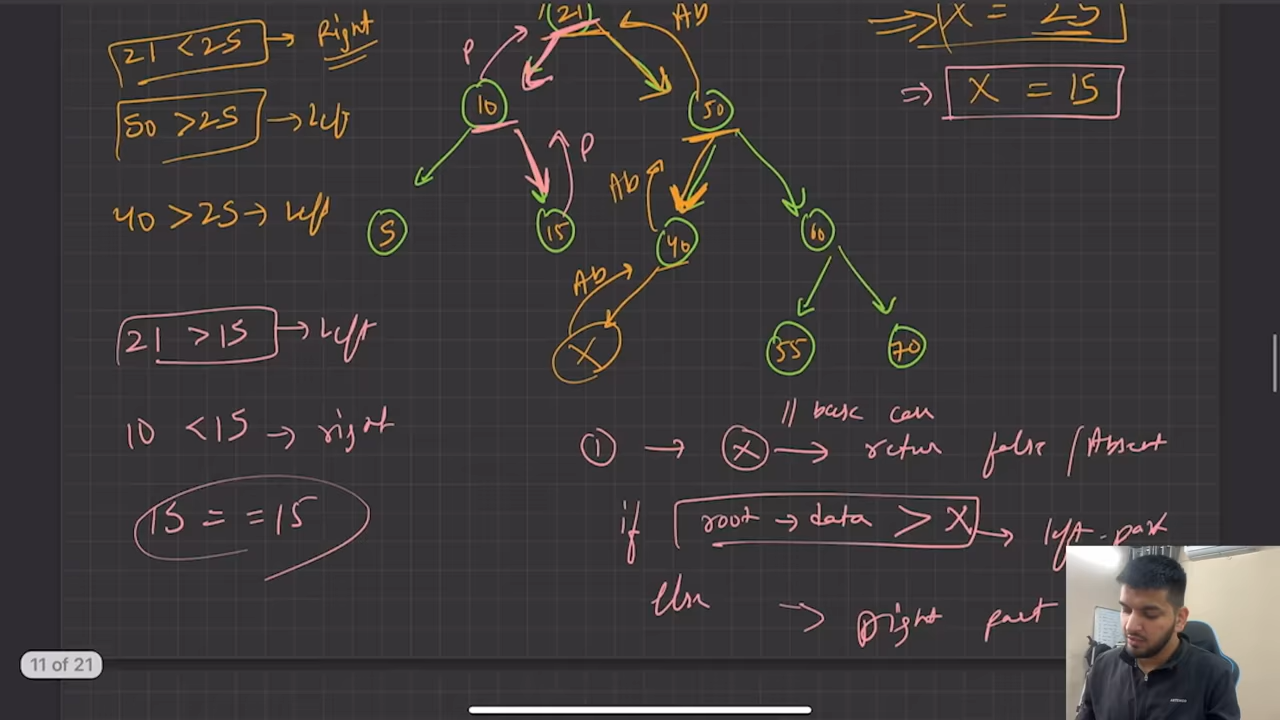 21
Ab
X = 25
21 < 25 → Right
P
10
50
⇒ X = 15
50 > 25 → Left
P
Ab
40 > 25 → Left
5
15
40
60
Ab
X
55
70
21 > 15 → Left
10 < 15 → right
// base case
① → X → return false / Absent
15 = = 15
if root → data > X → left part
Else → Right part
11 of 21